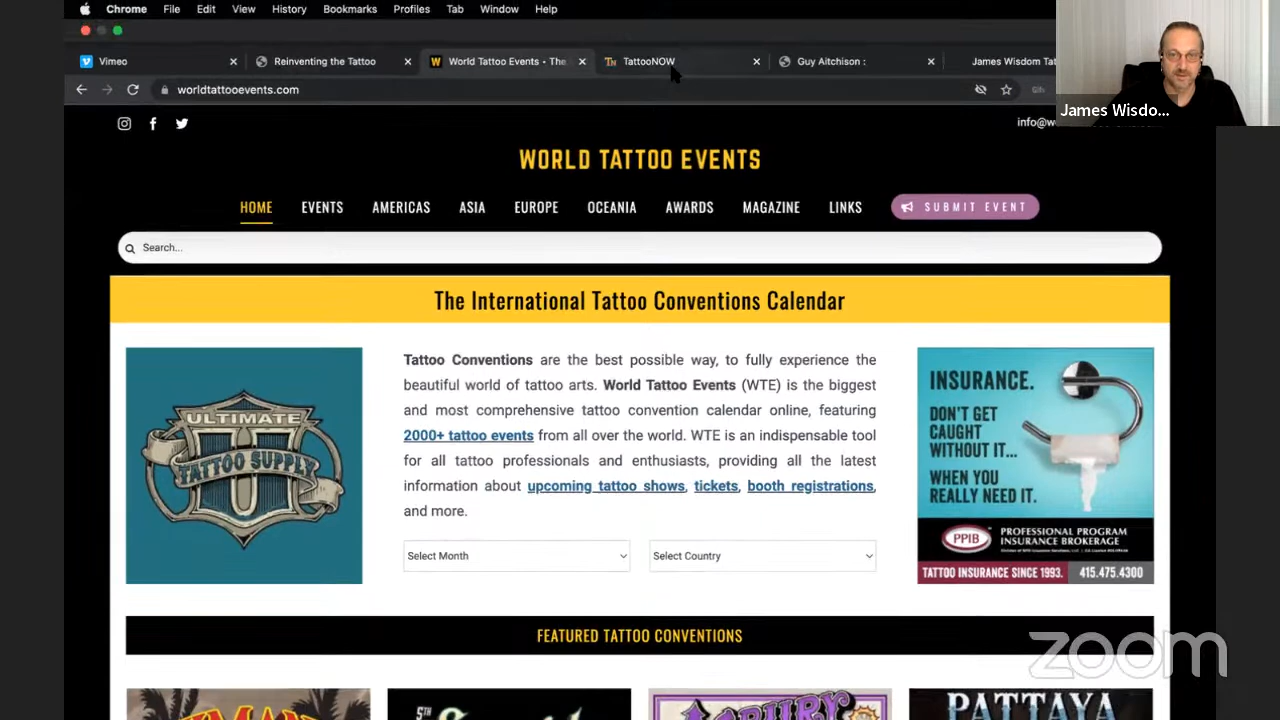 Chrome File Edit View History Bookmarks Profiles Tab Window Help
Vimeo
Reinventing the Tattoo
World Tattoo Events - The
TattooNOW
Guy Aitchison :
James Wisdom Tat
worldtattooevents.com
James Wisdo...
info@w
WORLD TATTOO EVENTS
HOME EVENTS AMERICAS ASIA EUROPE OCEANIA AWARDS MAGAZINE LINKS SUBMIT EVENT
Search...
The International Tattoo Conventions Calendar
ULTIMATE
TATTOO SUPPLY
Tattoo Conventions are the best possible way, to fully experience the
beautiful world of tattoo arts. World Tattoo Events (WTE) is the biggest
and most comprehensive tattoo convention calendar online, featuring
2000+ tattoo events from all over the world. WTE is an indispensable tool
for all tattoo professionals and enthusiasts, providing all the latest
information about upcoming tattoo shows, tickets, booth registrations,
and more.
Select Month
Select Country
INSURANCE.
DON'T GET
CAUGHT
WITHOUT IT...
WHEN YOU
REALLY NEED IT.
PPIB
PROFESSIONAL PROGRAM
INSURANCE BROKERAGE
TATTOO INSURANCE SINCE 1993. 415.475.4300
FEATURED TATTOO CONVENTIONS
5TH
PATTAYA
zoom